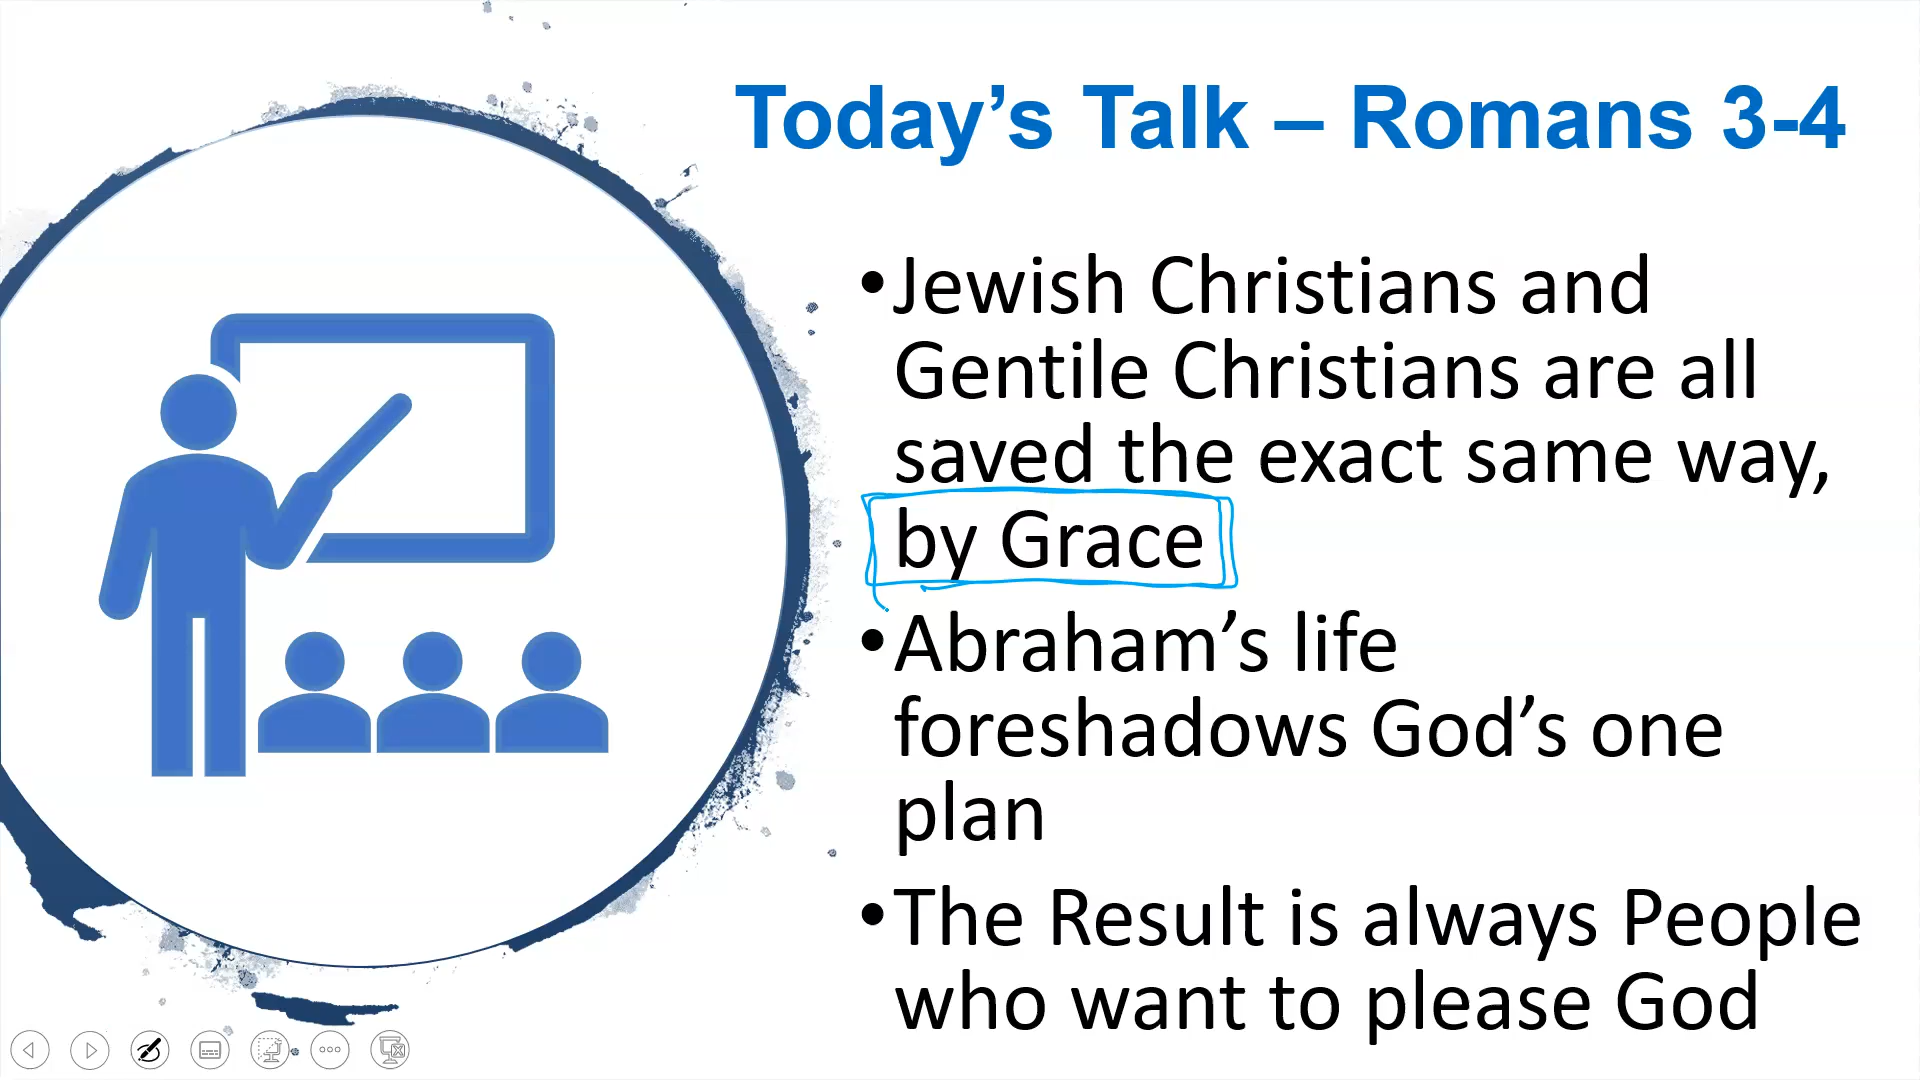 Today’s Talk – Romans 3-4
•Jewish Christians and
Gentile Christians are all
saved the exact same way,
by Grace
•Abraham’s life
foreshadows God’s one
plan
•The Result is always People
who want to please God